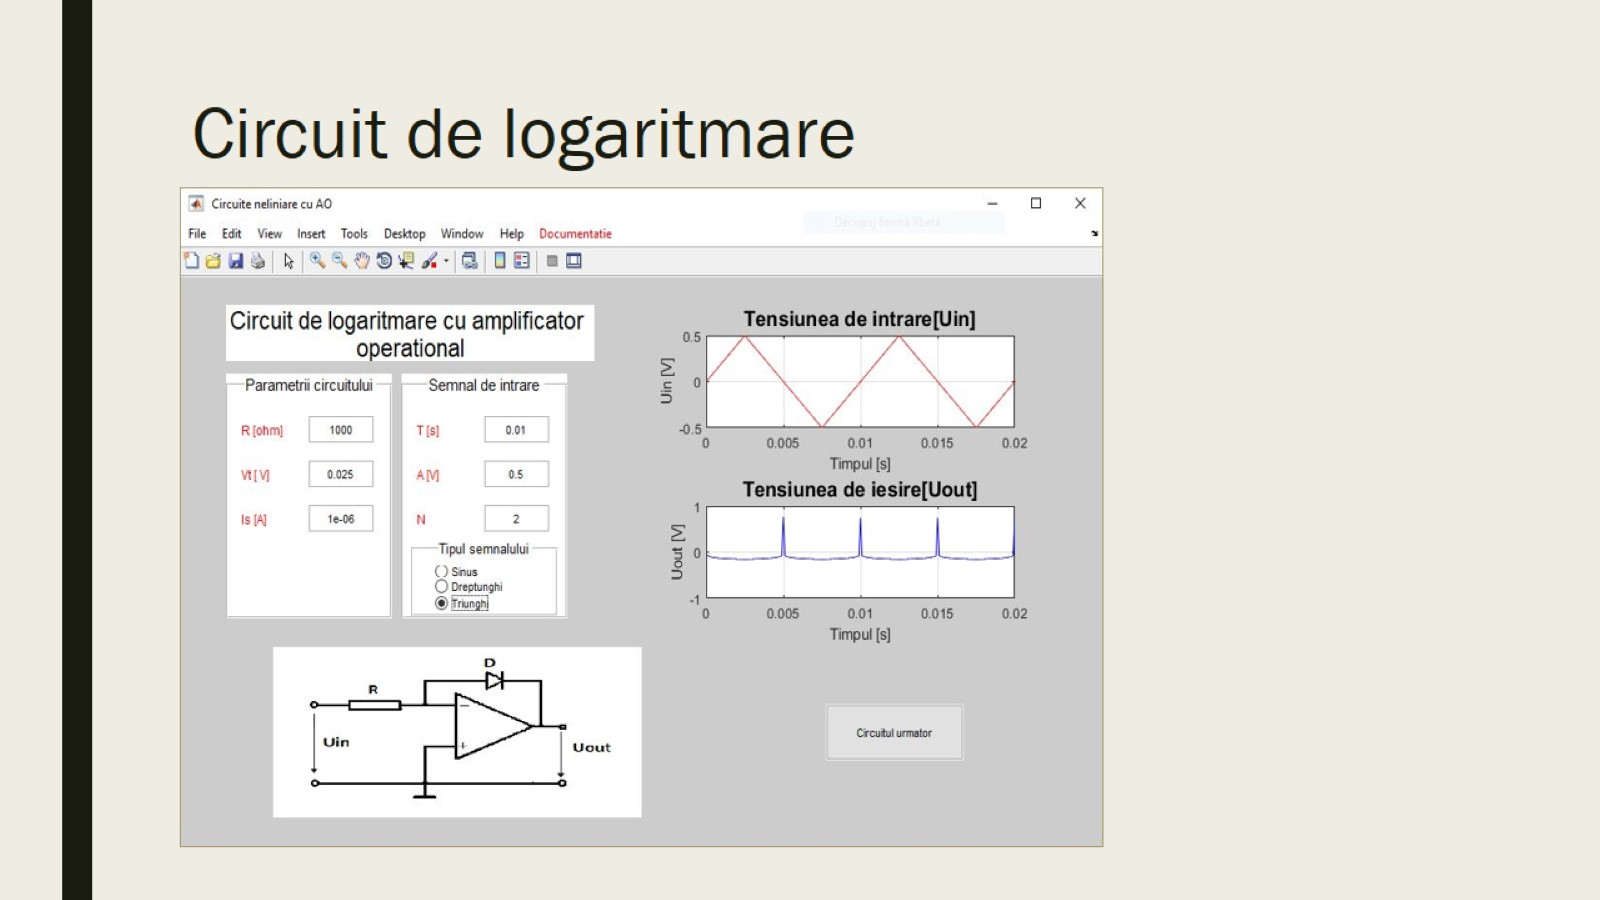 Circuit de logaritmare
Circuite neliniare cu AO
Decupaj formă liberă
File Edit View Insert Tools Desktop Window Help Documentatie
Circuit de logaritmare cu amplificator
operational
Parametrii circuitului
R [ohm] 1000
Vt [ V] 0.025
Is [A] 1e-06
Semnal de intrare
T [s] 0.01
A [V] 0.5
N 2
Tipul semnalului
Sinus
Dreptunghi
Triunghi
Tensiunea de intrare[Uin]
Uin [V]
0.5
0
-0.5
0 0.005 0.01 0.015 0.02
Timpul [s]
Tensiunea de iesire[Uout]
Uout [V]
1
0
-1
0 0.005 0.01 0.015 0.02
Timpul [s]
D
R
−
+
Uin
Uout
Circuitul urmator